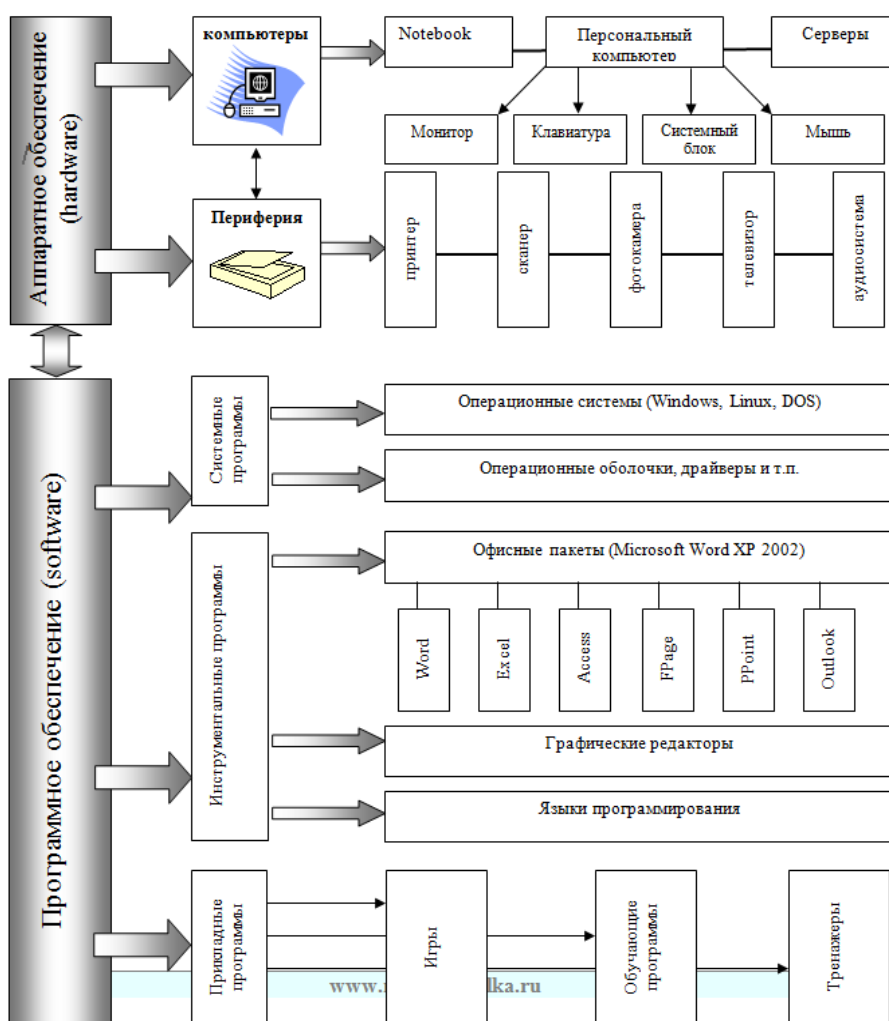 Аппаратное обеспечение
(hardware)
компьютеры
Notebook
Персональный
компьютер
Серверы
Монитор
Клавиатура
Системный
блок
Мышь
Периферия
принтер
сканер
фотокамера
телевизор
аудиосистема
Программное обеспечение (software)
Системные
программы
Операционные системы (Windows, Linux, DOS)
Операционные оболочки, драйверы и т.п.
Инструментальные программы
Офисные пакеты (Microsoft Word XP 2002)
Word
Excel
Access
FPage
PPoint
Outlook
Графические редакторы
Языки программирования
Прикладные
программы
Игры
Обучающие
программы
Тренажеры